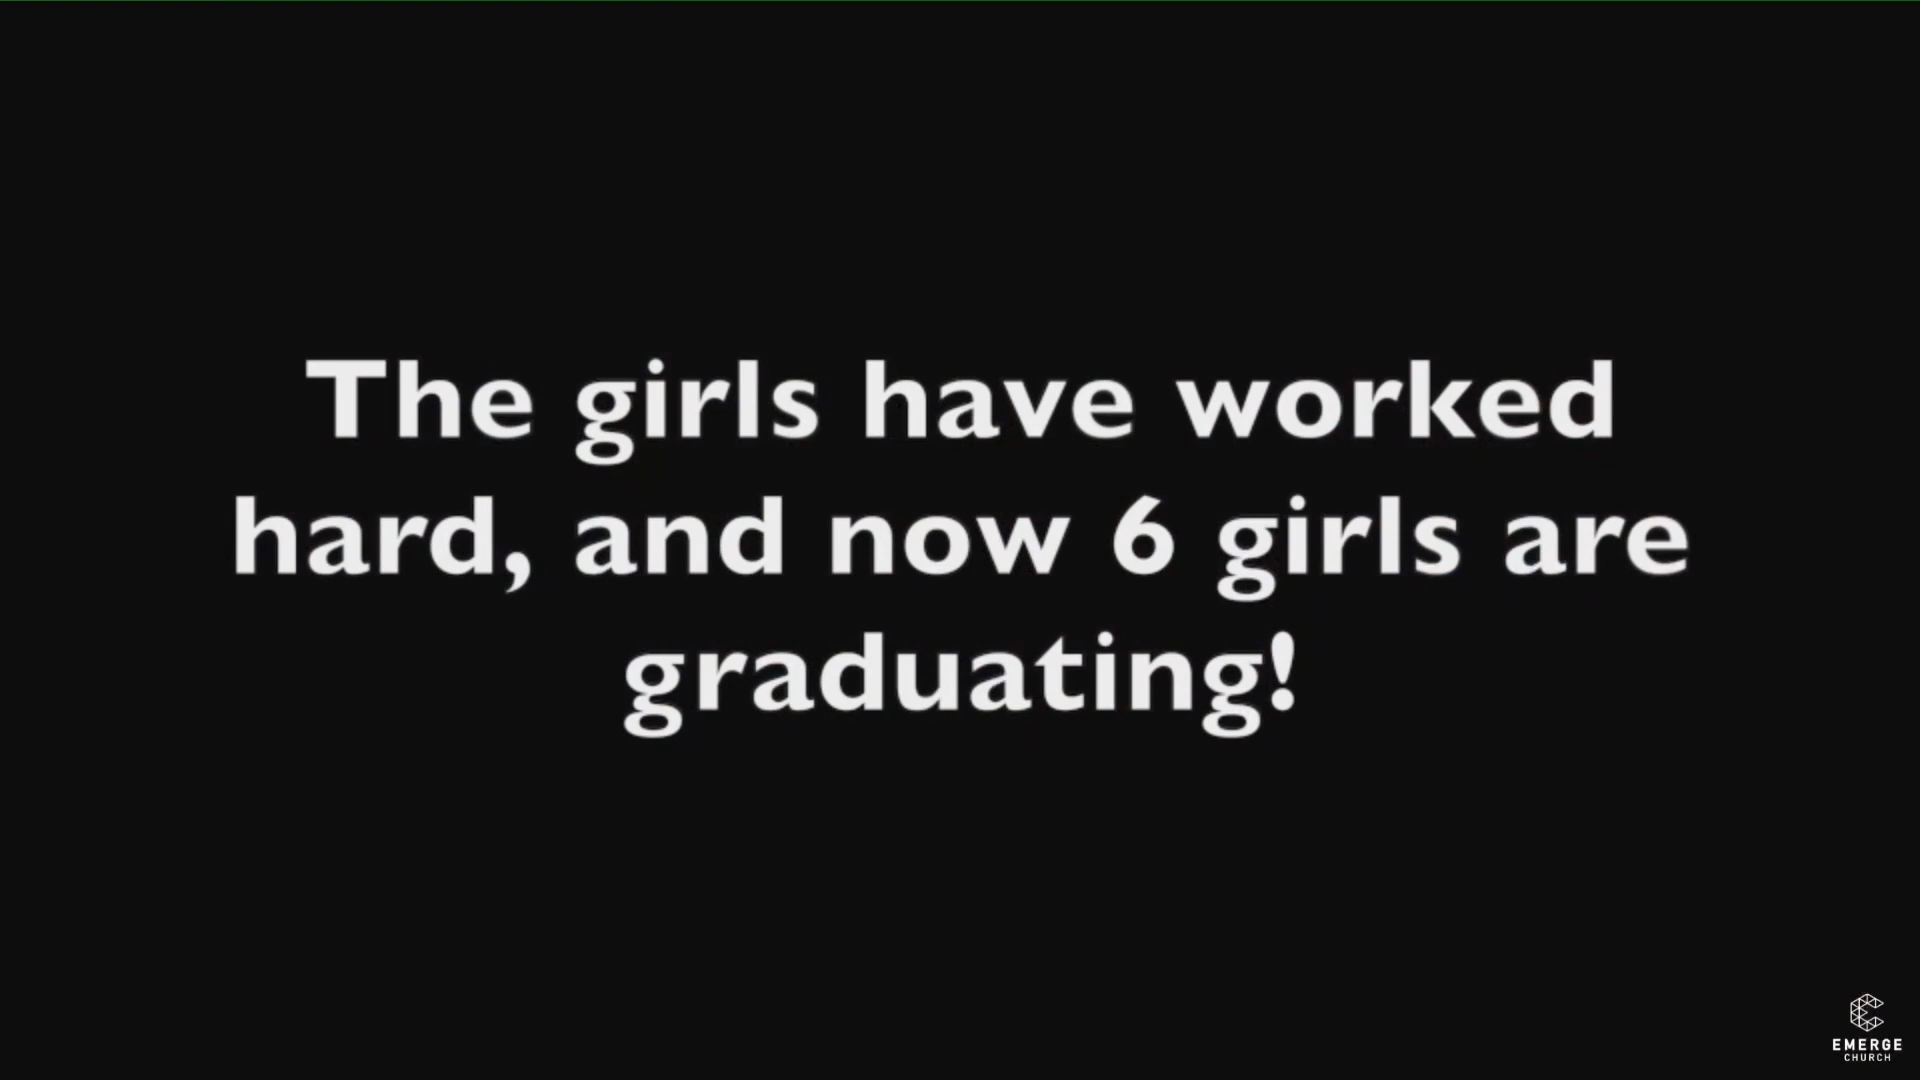 The girls have worked
hard, and now 6 girls are
graduating!
EMERGE
CHURCH